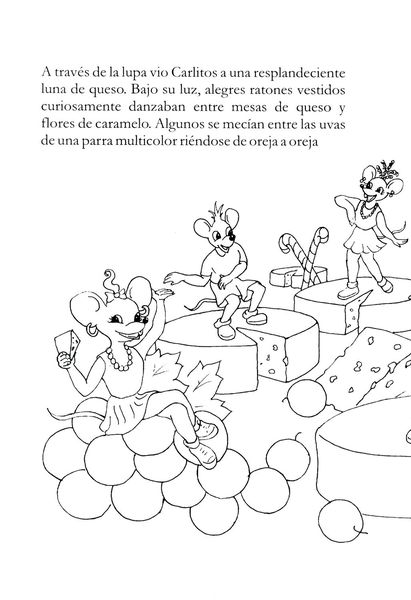 A través de la lupa vio Carlitos a una resplandeciente
luna de queso. Bajo su luz, alegres ratones vestidos
curiosamente danzaban entre mesas de queso y
flores de caramelo. Algunos se mecían entre las uvas
de una parra multicolor riéndose de oreja a oreja